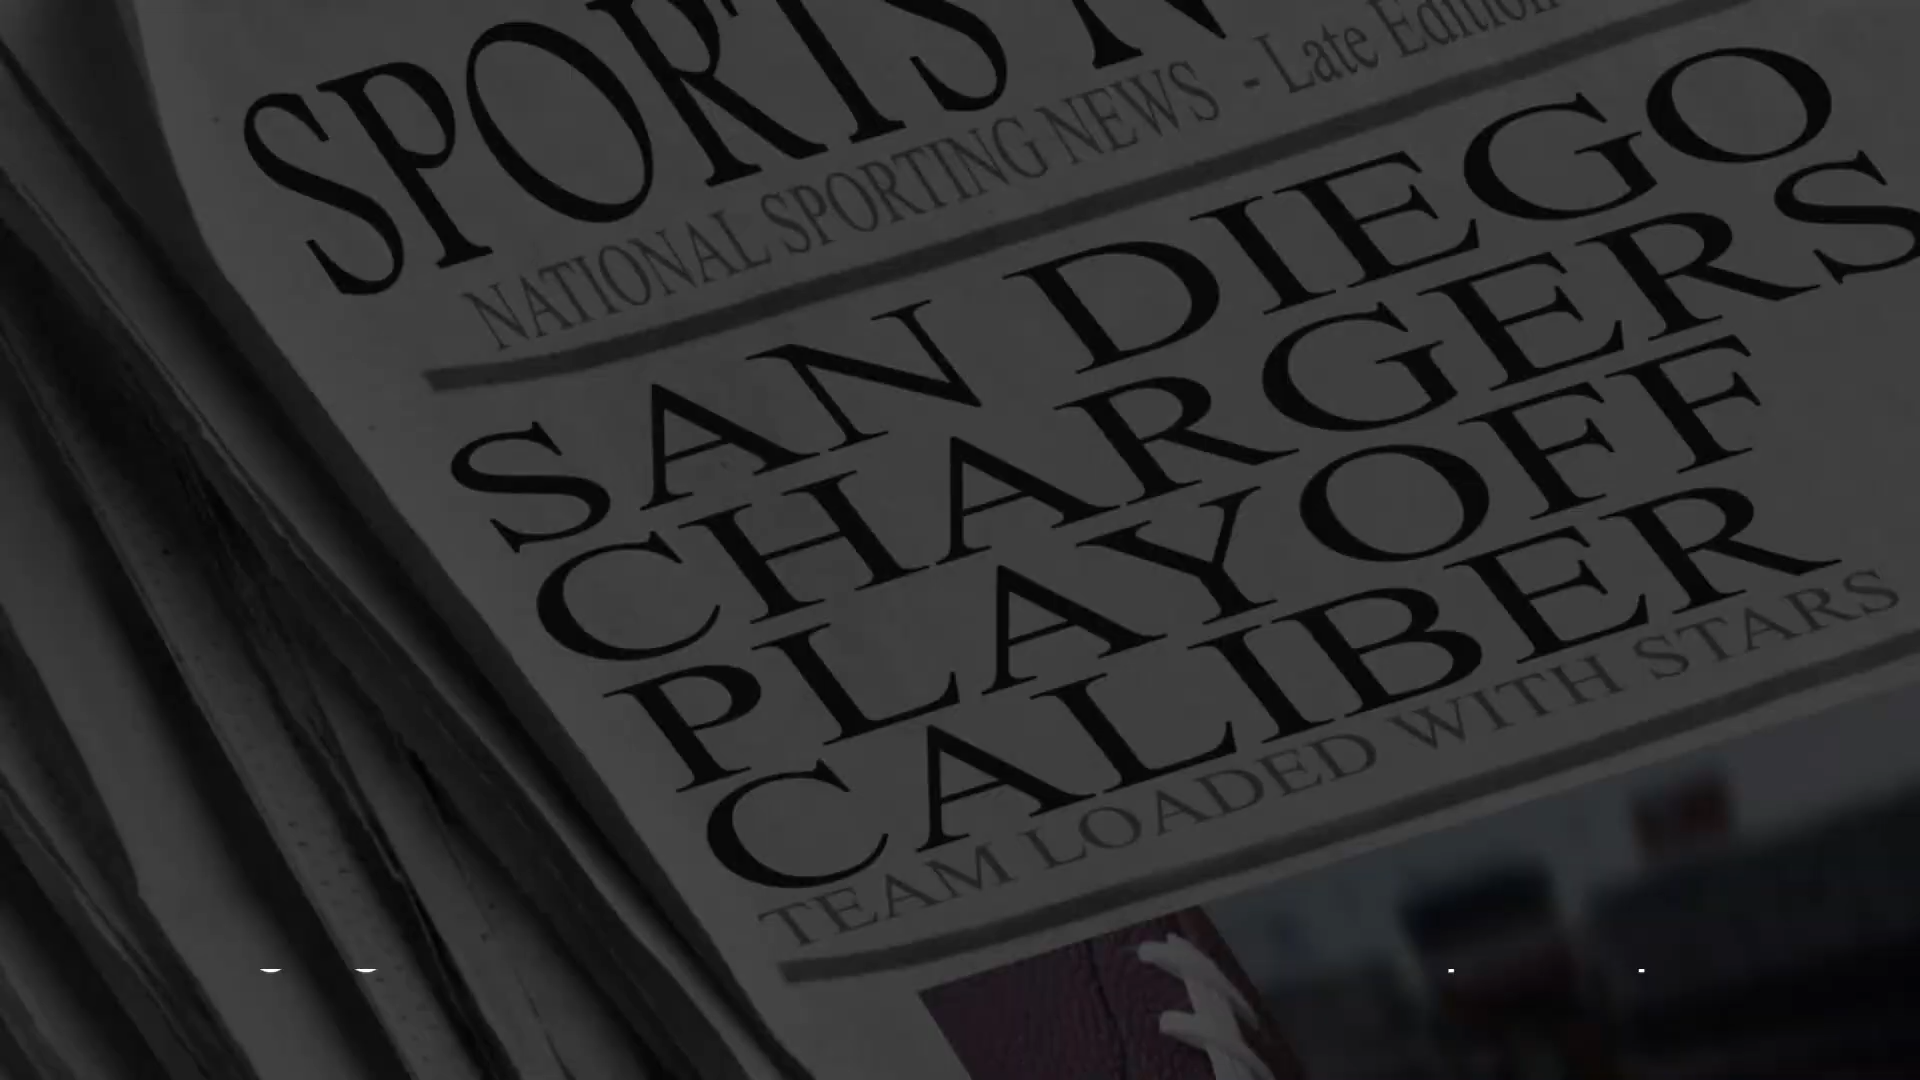 SPORTS N
NATIONAL SPORTING NEWS - Late Edition
SAN DIEGO
CHARGERS
PLAYOFF
CALIBER
TEAM LOADED WITH STARS